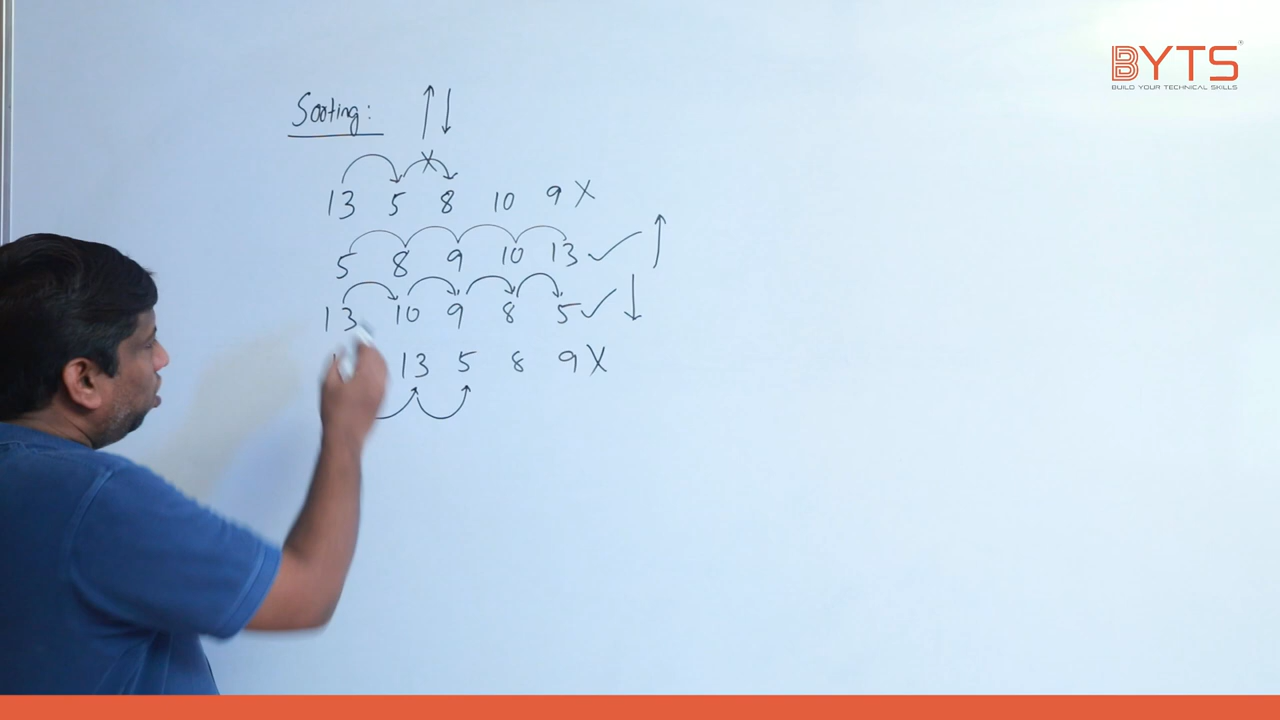 BYTS
BUILD YOUR TECHNICAL SKILLS
Sorting: ↑↓
13 5 8 10 9 X
5 8 9 10 13 ✓ ↑
13 10 9 8 5 ✓ ↓
13 5 8 9 X